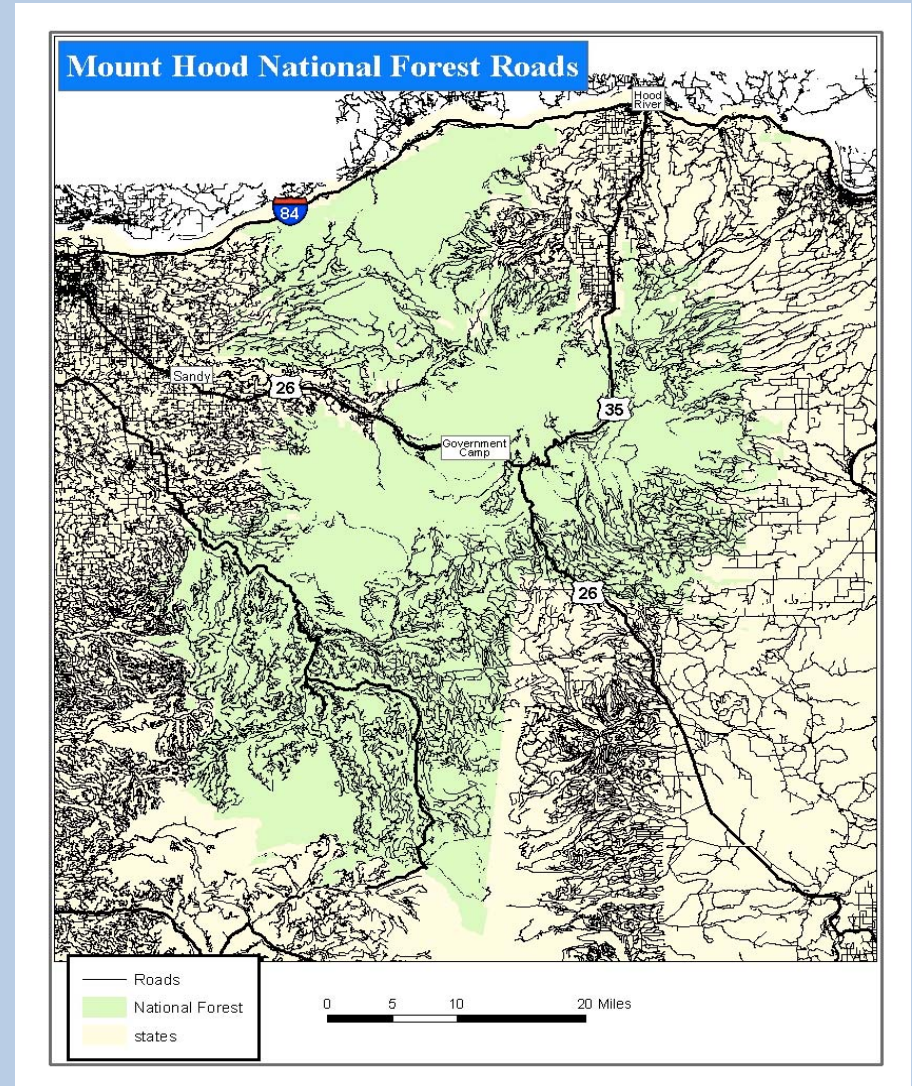 Mount Hood National Forest Roads
Hood
River
84
Sandy
26
35
Government
Camp
26
Roads
National Forest
states
0 5 10 20 Miles